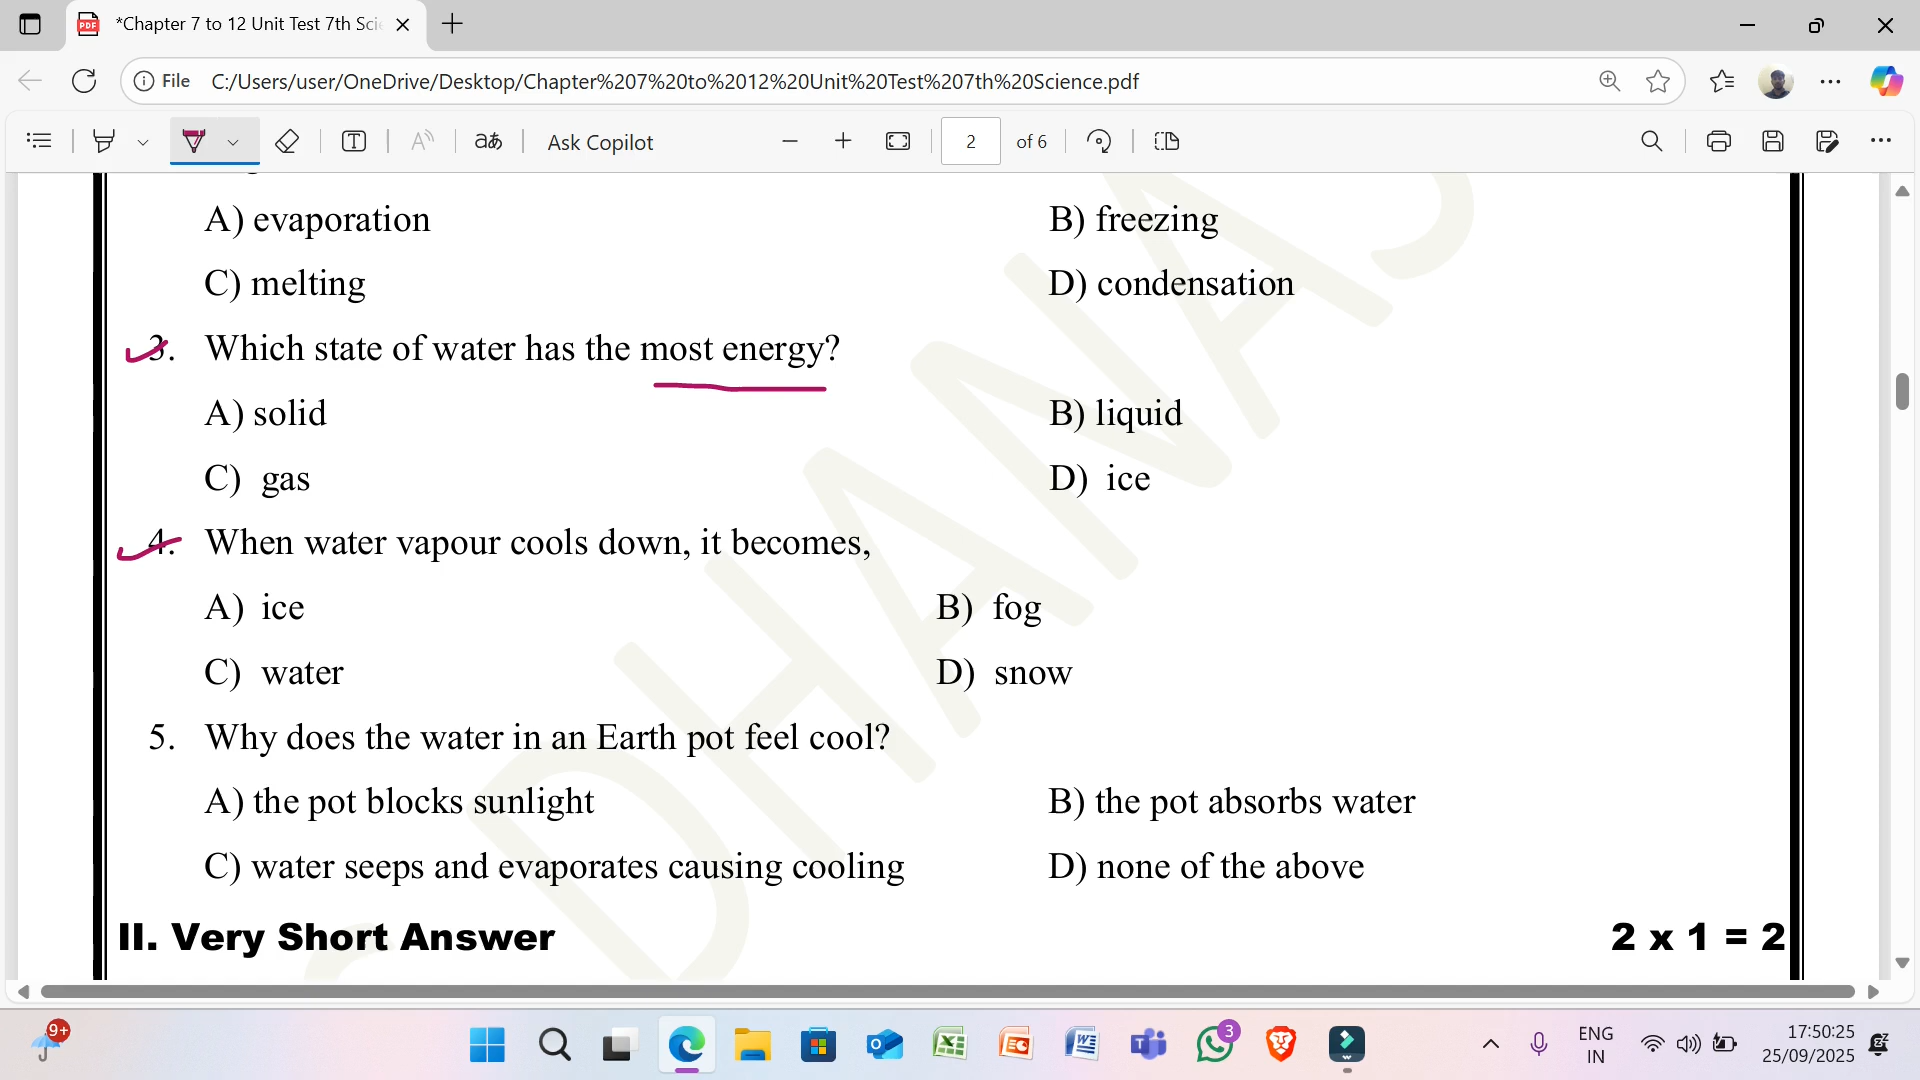 *Chapter 7 to 12 Unit Test 7th Scie
File C:/Users/user/OneDrive/Desktop/Chapter%207%20to%2012%20Unit%20Test%207th%20Science.pdf
Ask Copilot 2 of 6
A) evaporation B) freezing
C) melting D) condensation
3. Which state of water has the most energy?
A) solid B) liquid
C) gas D) ice
4. When water vapour cools down, it becomes,
A) ice B) fog
C) water D) snow
5. Why does the water in an Earth pot feel cool?
A) the pot blocks sunlight B) the pot absorbs water
C) water seeps and evaporates causing cooling D) none of the above
II. Very Short Answer 2 x 1 = 2
DHANAS
9+ 3 ENG 17:50:25
IN 25/09/2025